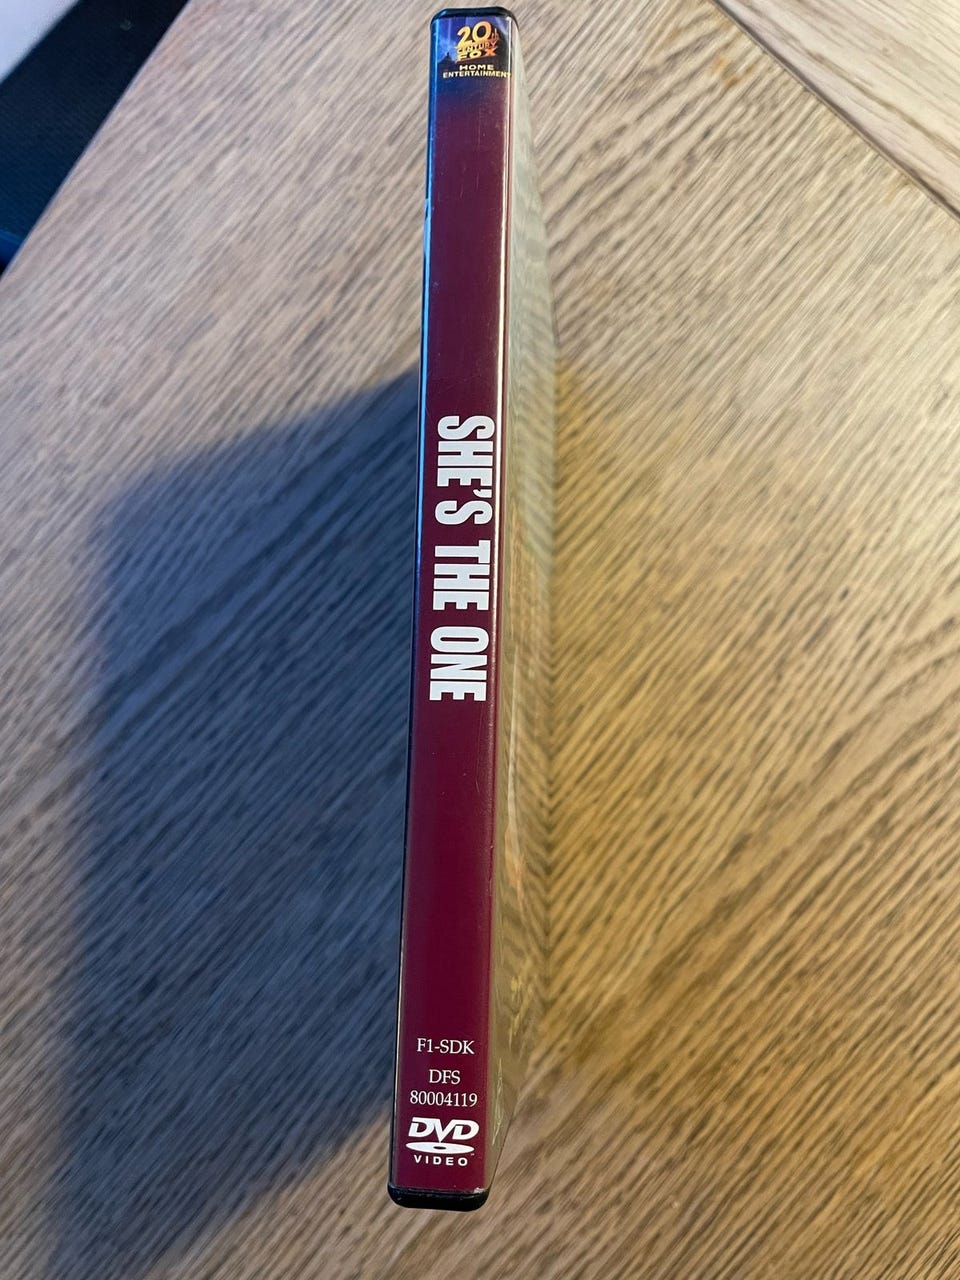 20th
CENTURY
FOX
HOME
ENTERTAINMENT
SHE'S THE ONE
F1-SDK
DFS
80004119
DVD
VIDEO